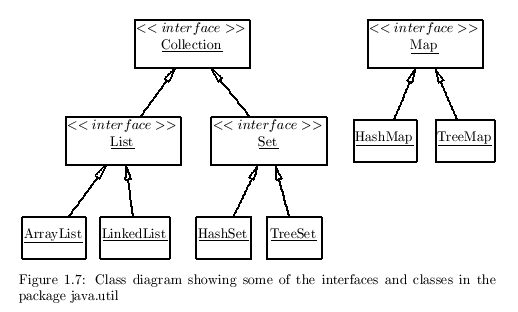 << interface >>
Collection
<< interface >>
Map
<< interface >>
List
<< interface >>
Set
HashMap
TreeMap
ArrayList
LinkedList
HashSet
TreeSet
Figure 1.7: Class diagram showing some of the interfaces and classes in the
package java.util